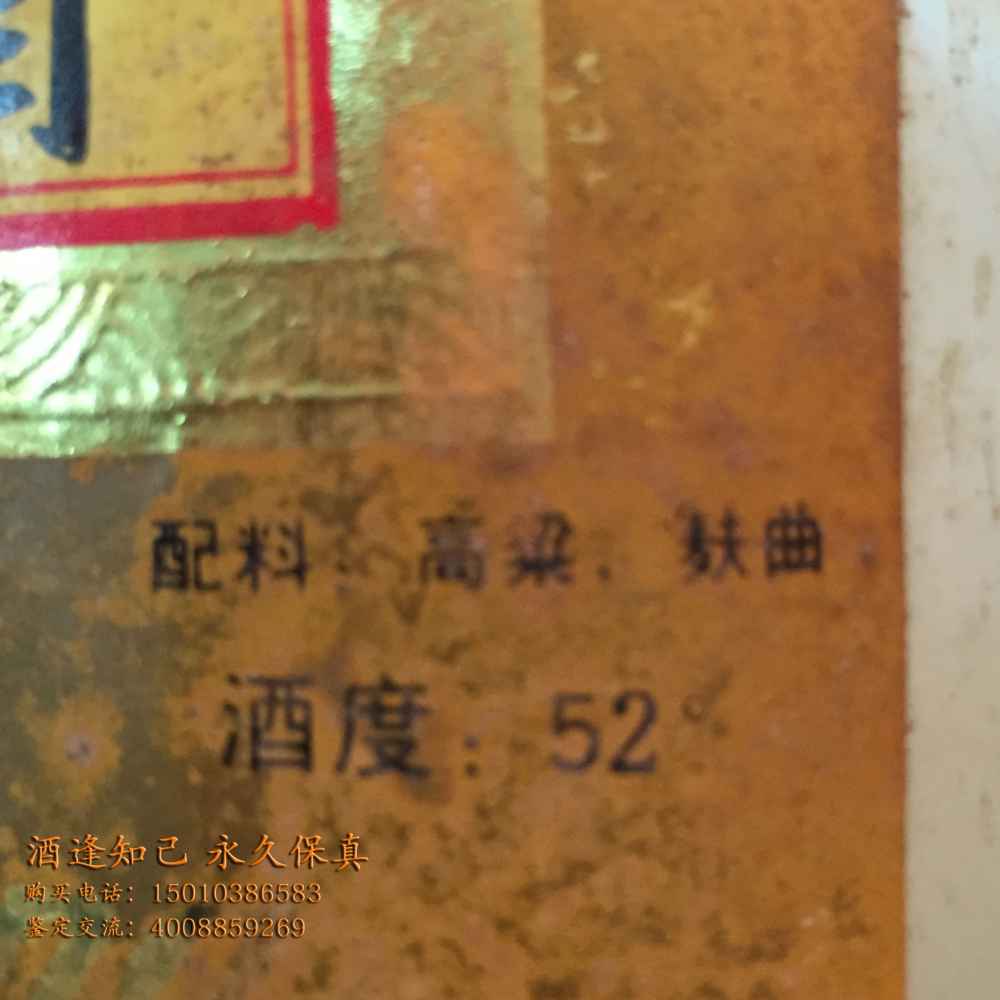 配料：高粱、麸曲
酒度：52°
酒逢知己 永久保真
购买电话：15010386583
鉴定交流：4008859269